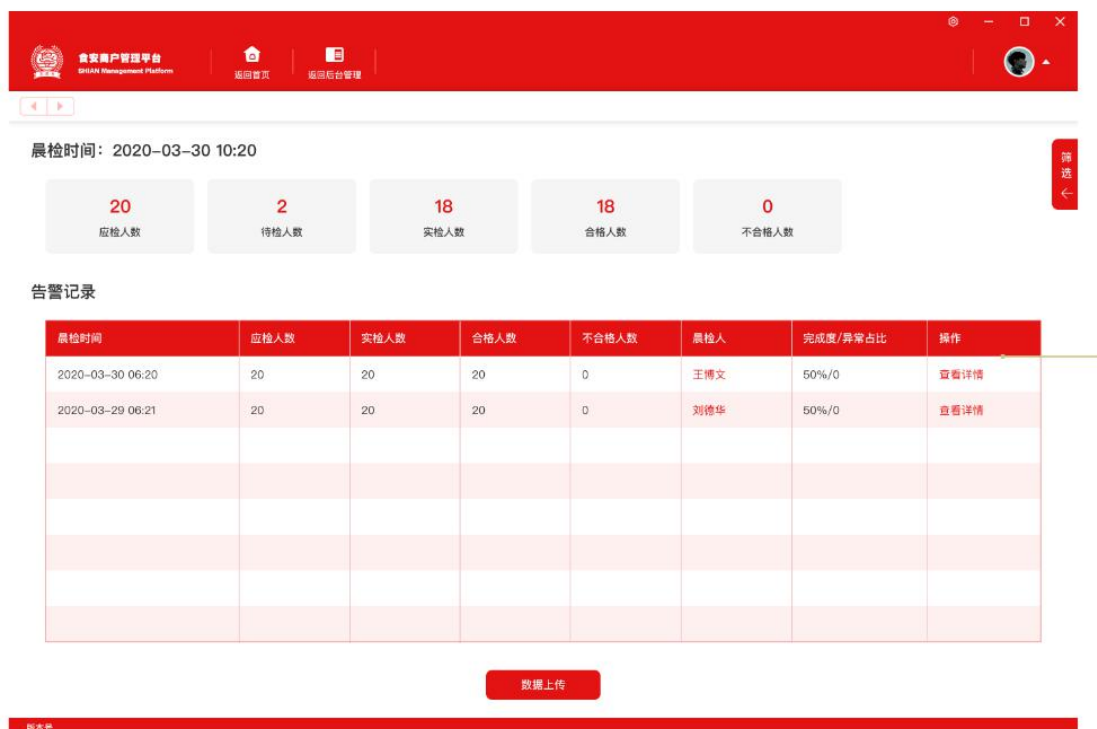 食安商户管理平台
SHIAN Management Platform
返回首页
返回后台管理
晨检时间：2020-03-30 10:20
筛选
20
应检人数
2
待检人数
18
实检人数
18
合格人数
0
不合格人数
告警记录
晨检时间 应检人数 实检人数 合格人数 不合格人数 晨检人 完成度/异常占比 操作
2020-03-30 06:20 20 20 20 0 王博文 50%/0 查看详情
2020-03-29 06:21 20 20 20 0 刘德华 50%/0 查看详情
数据上传
版本号